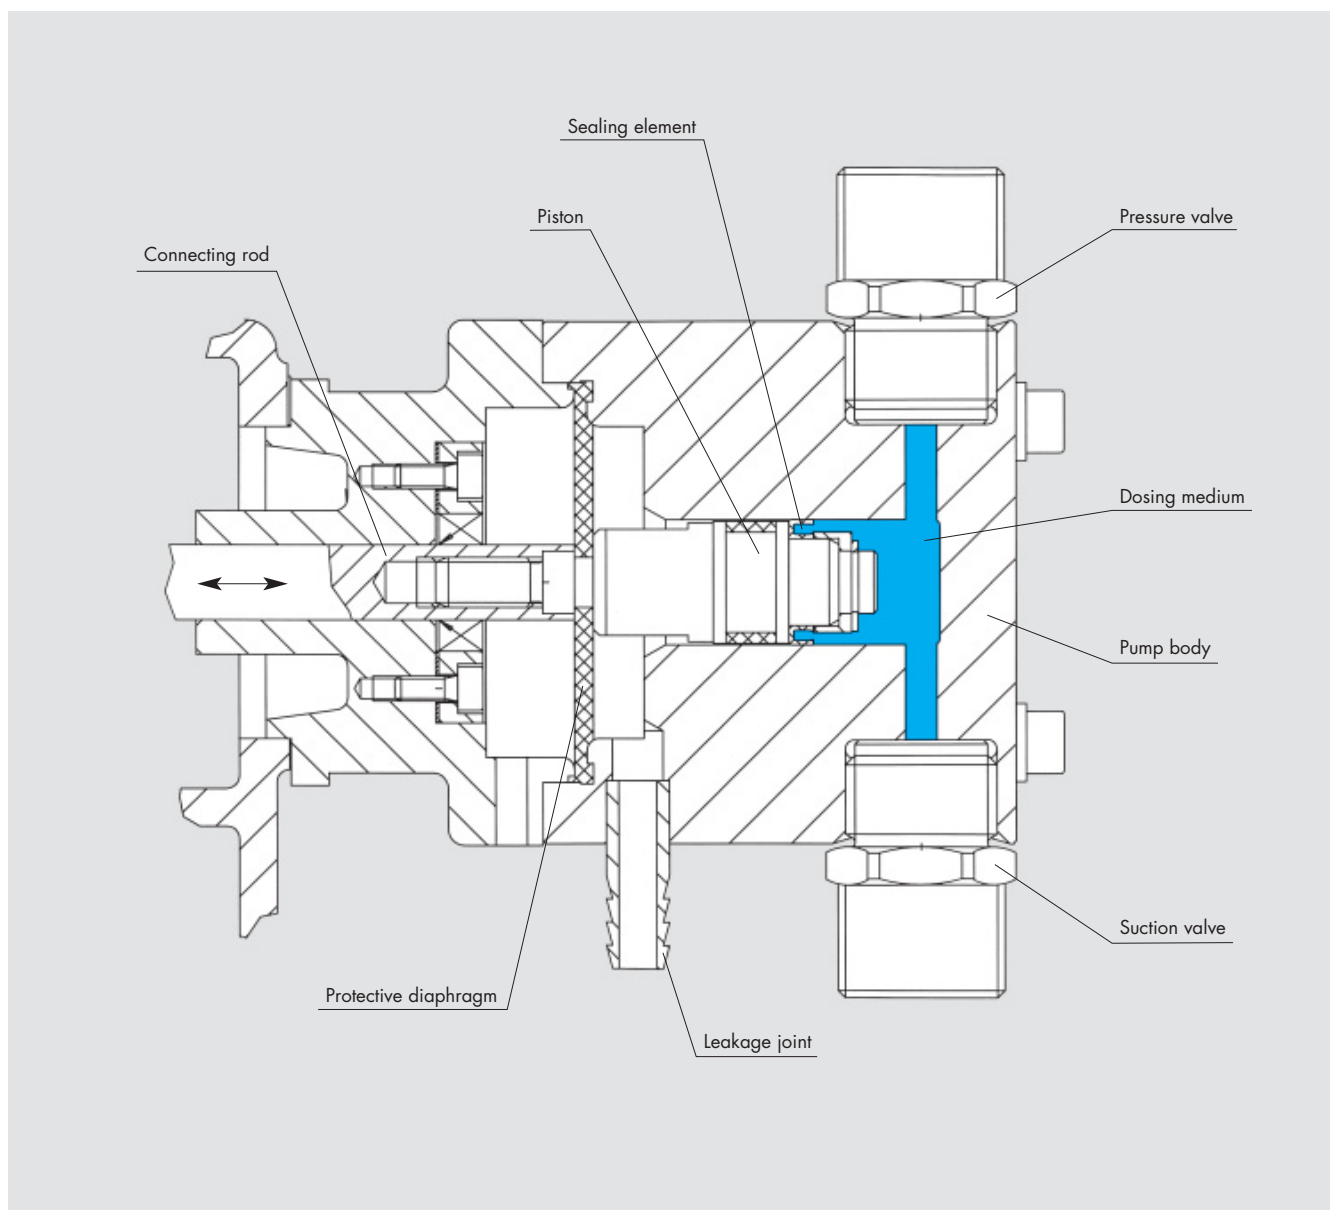 Sealing element
Piston
Pressure valve
Connecting rod
Dosing medium
Pump body
Suction valve
Protective diaphragm
Leakage joint